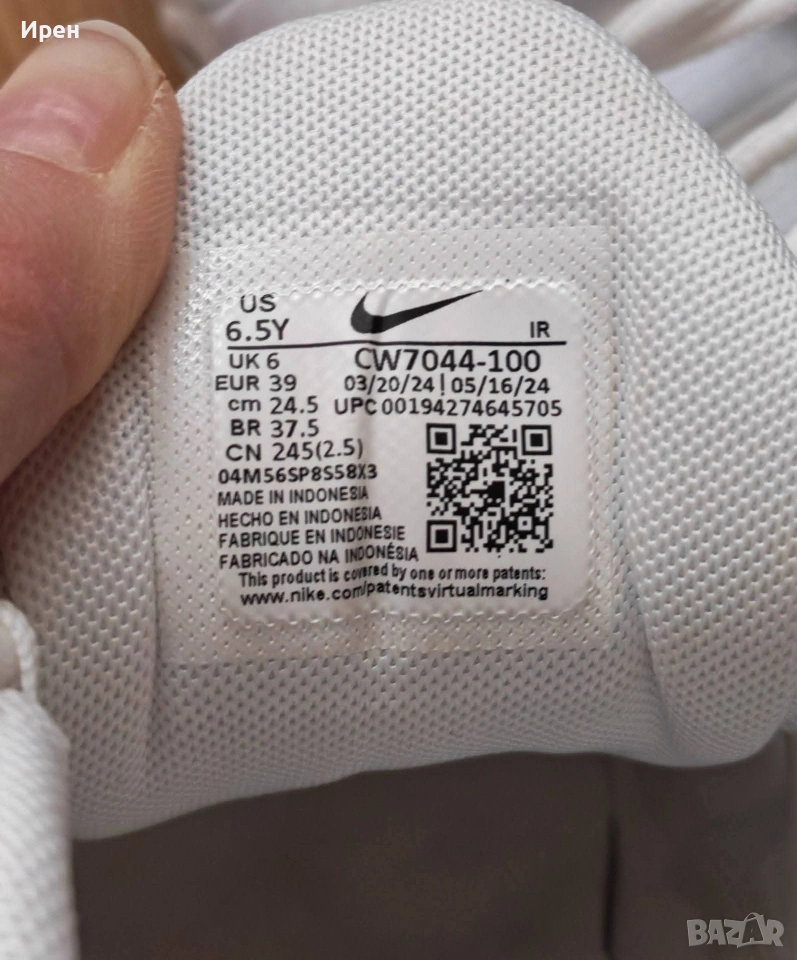 Ирен
US
6.5Y IR
UK 6 CW7044-100
EUR 39 03/20/24 | 05/16/24
cm 24.5 UPC 00194274645705
BR 37.5
CN 245(2.5)
04M56SP8S58X3
MADE IN INDONESIA
HECHO EN INDONESIA
FABRIQUE EN INDONESIE
FABRICADO NA INDONÉSIA
This product is covered by one or more patents:
www.nike.com/patentsvirtualmarking
BAZAR